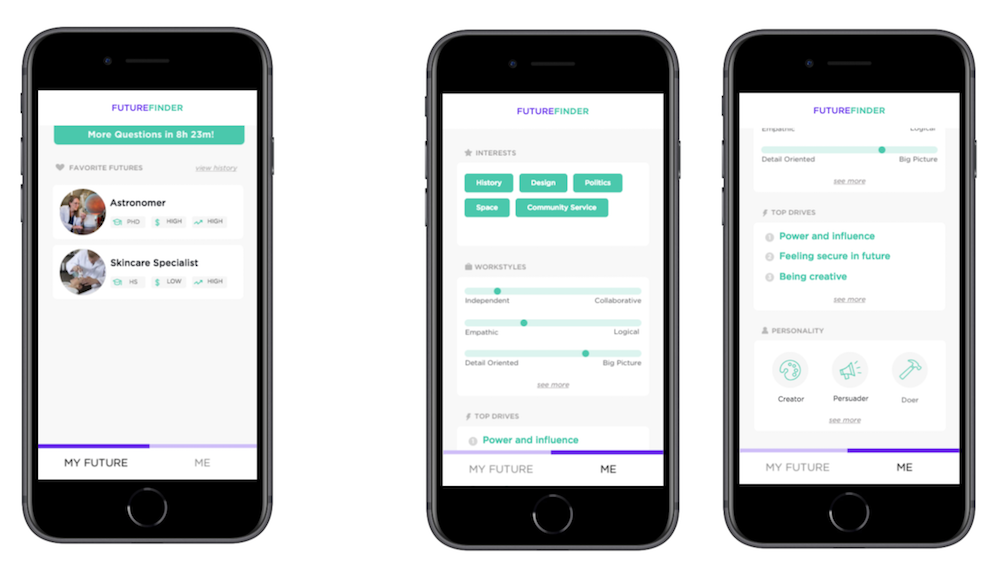 FUTUREFINDER
More Questions in 8h 23m!
FAVORITE FUTURES view history
Astronomer
PHD HIGH HIGH
Skincare Specialist
HS LOW HIGH
MY FUTURE ME
FUTUREFINDER
INTERESTS
History Design Politics
Space Community Service
WORKSTYLES
Independent Collaborative
Empathic Logical
Detail Oriented Big Picture
see more
TOP DRIVES
Power and influence
MY FUTURE ME
FUTUREFINDER
Empathic Logical
Detail Oriented Big Picture
see more
TOP DRIVES
Power and influence
Feeling secure in future
Being creative
see more
PERSONALITY
Creator Persuader Doer
see more
MY FUTURE ME